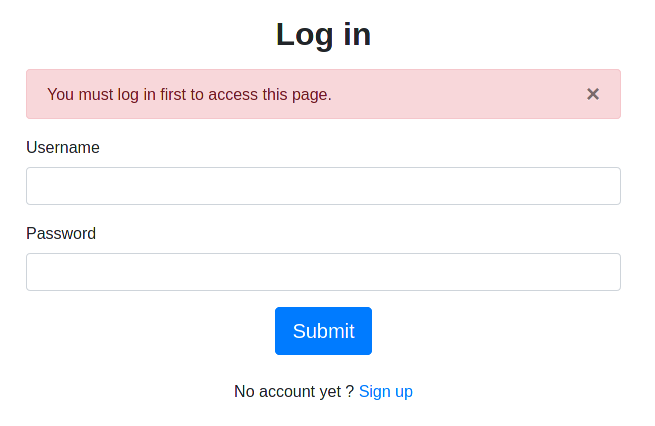 Log in
You must log in first to access this page. ×
Username
Password
Submit
No account yet ? Sign up